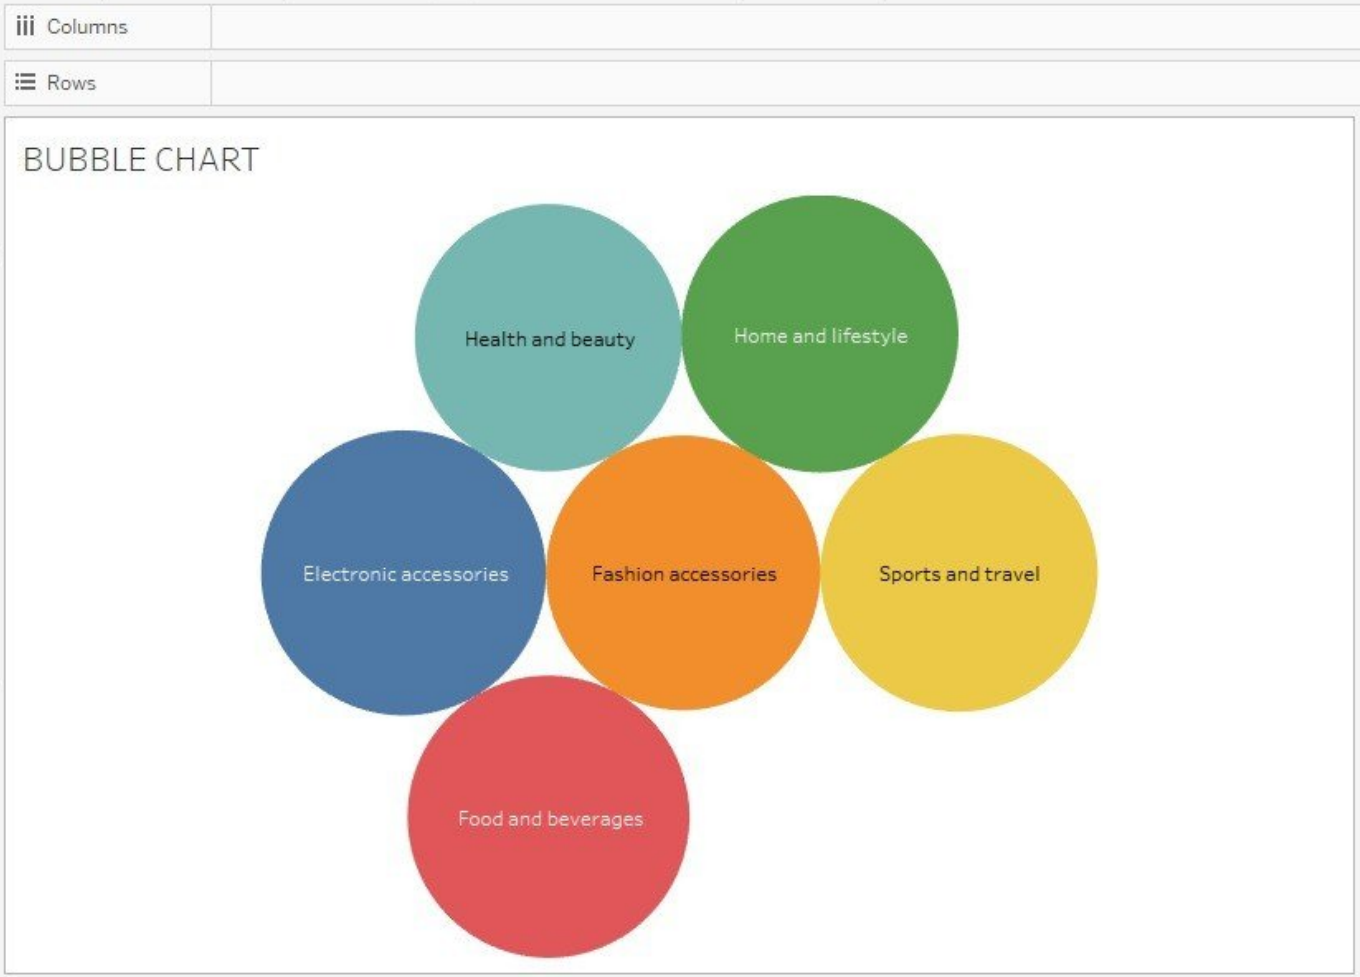 Columns
Rows
BUBBLE CHART
Health and beauty
Home and lifestyle
Electronic accessories
Fashion accessories
Sports and travel
Food and beverages